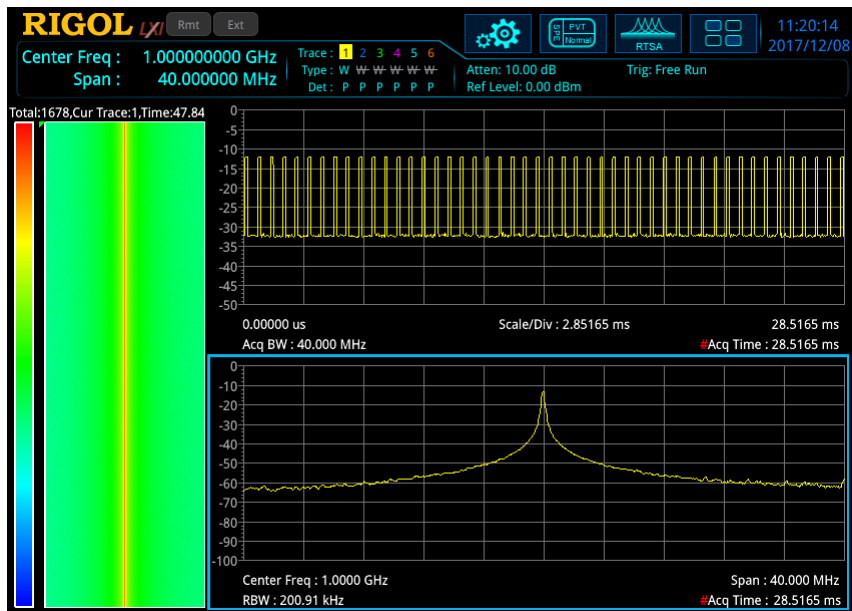 RIGOL LXI Rmt Ext
Center Freq : 1.000000000 GHz
Span : 40.000000 MHz
Trace : 1 2 3 4 5 6
Type : W W W W W W
Det : P P P P P P
SPE PVT Normal
RTSA
11:20:14
2017/12/08
Atten: 10.00 dB Trig: Free Run
Ref Level: 0.00 dBm
Total:1678,Cur Trace:1,Time:47.84
0
-5
-10
-15
-20
-25
-30
-35
-40
-45
-50
0.00000 us Scale/Div : 2.85165 ms 28.5165 ms
Acq BW : 40.000 MHz #Acq Time : 28.5165 ms
0
-10
-20
-30
-40
-50
-60
-70
-80
-90
-100
Center Freq : 1.0000 GHz Span : 40.000 MHz
RBW : 200.91 kHz #Acq Time : 28.5165 ms